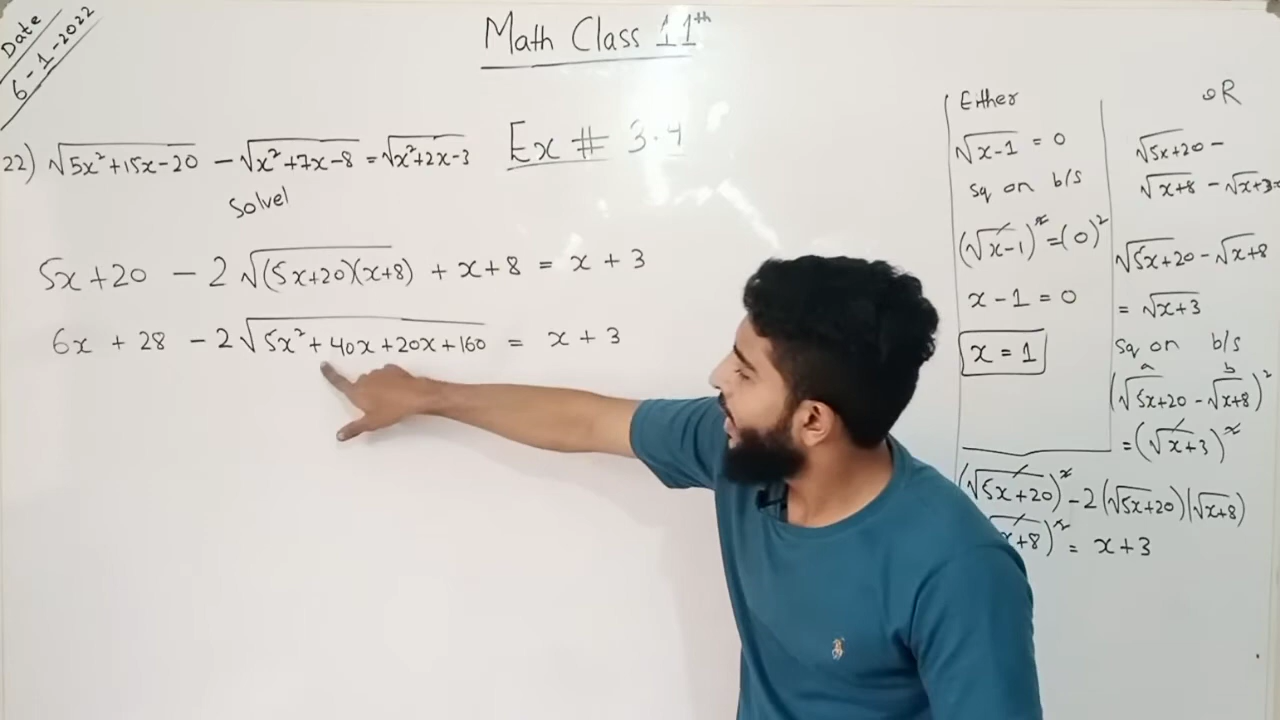 Date
6-1-2022
Math Class 11th
Ex # 3.4
22) √(5x²+15x-20) - √(x²+7x-8) = √(x²+2x-3)
Solvel
5x+20 - 2√((5x+20)(x+8)) + x+8 = x+3
6x + 28 - 2√(5x²+40x+20x+160) = x+3
Either
√(x-1) = 0
Sq on b/s
(√(x-1))² = (0)²
x-1 = 0
x = 1
oR
√(5x+20) -
√(x+8) - √(x+3)
√(5x+20) - √(x+8)
= √(x+3)
Sq on b/s
a b
(√(5x+20) - √(x+8))²
= (√(x+3))²
(√(5x+20))² - 2(√(5x+20))(√(x+8))
x+8)² = x+3